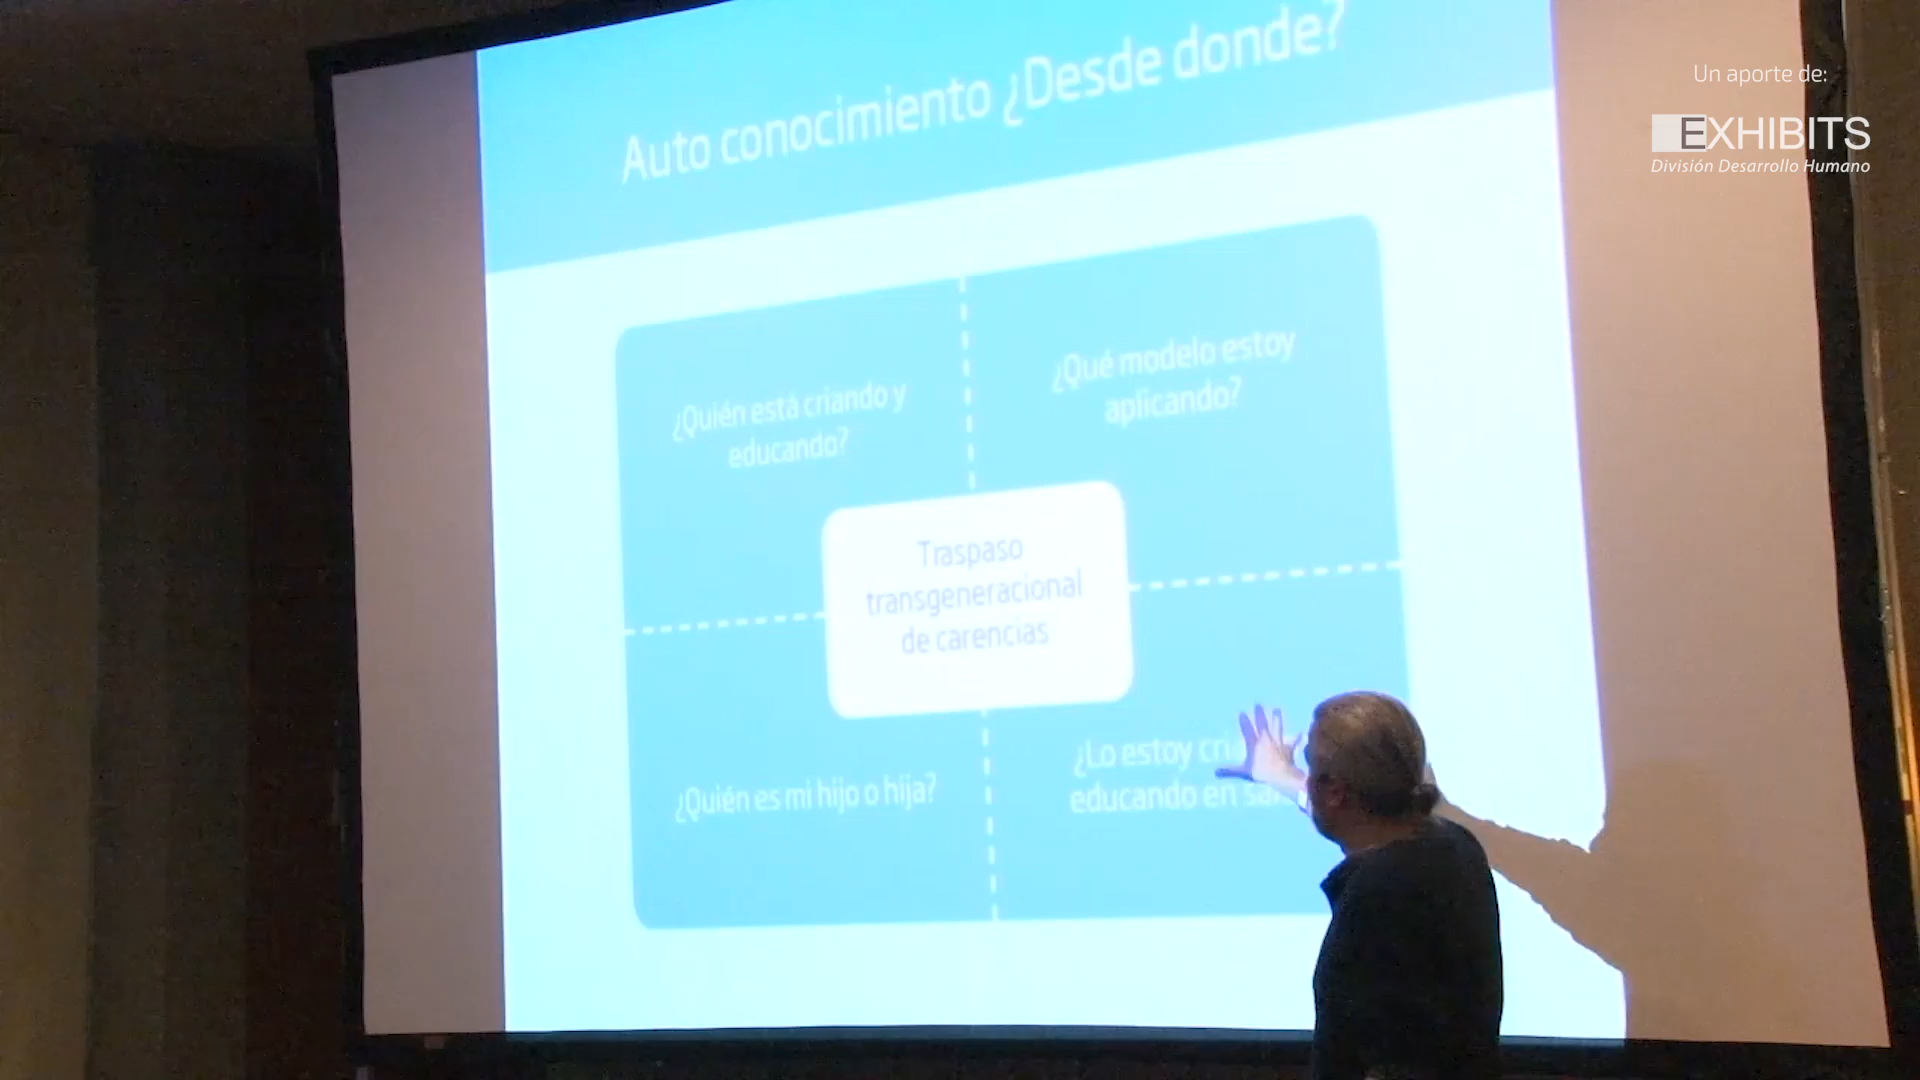 Auto conocimiento ¿Desde donde?
Un aporte de:
EXHIBITS
División Desarrollo Humano
¿Quién está criando y
educando?
¿Qué modelo estoy
aplicando?
Traspaso
transgeneracional
de carencias
¿Quién es mi hijo o hija?
¿Lo estoy
educando en